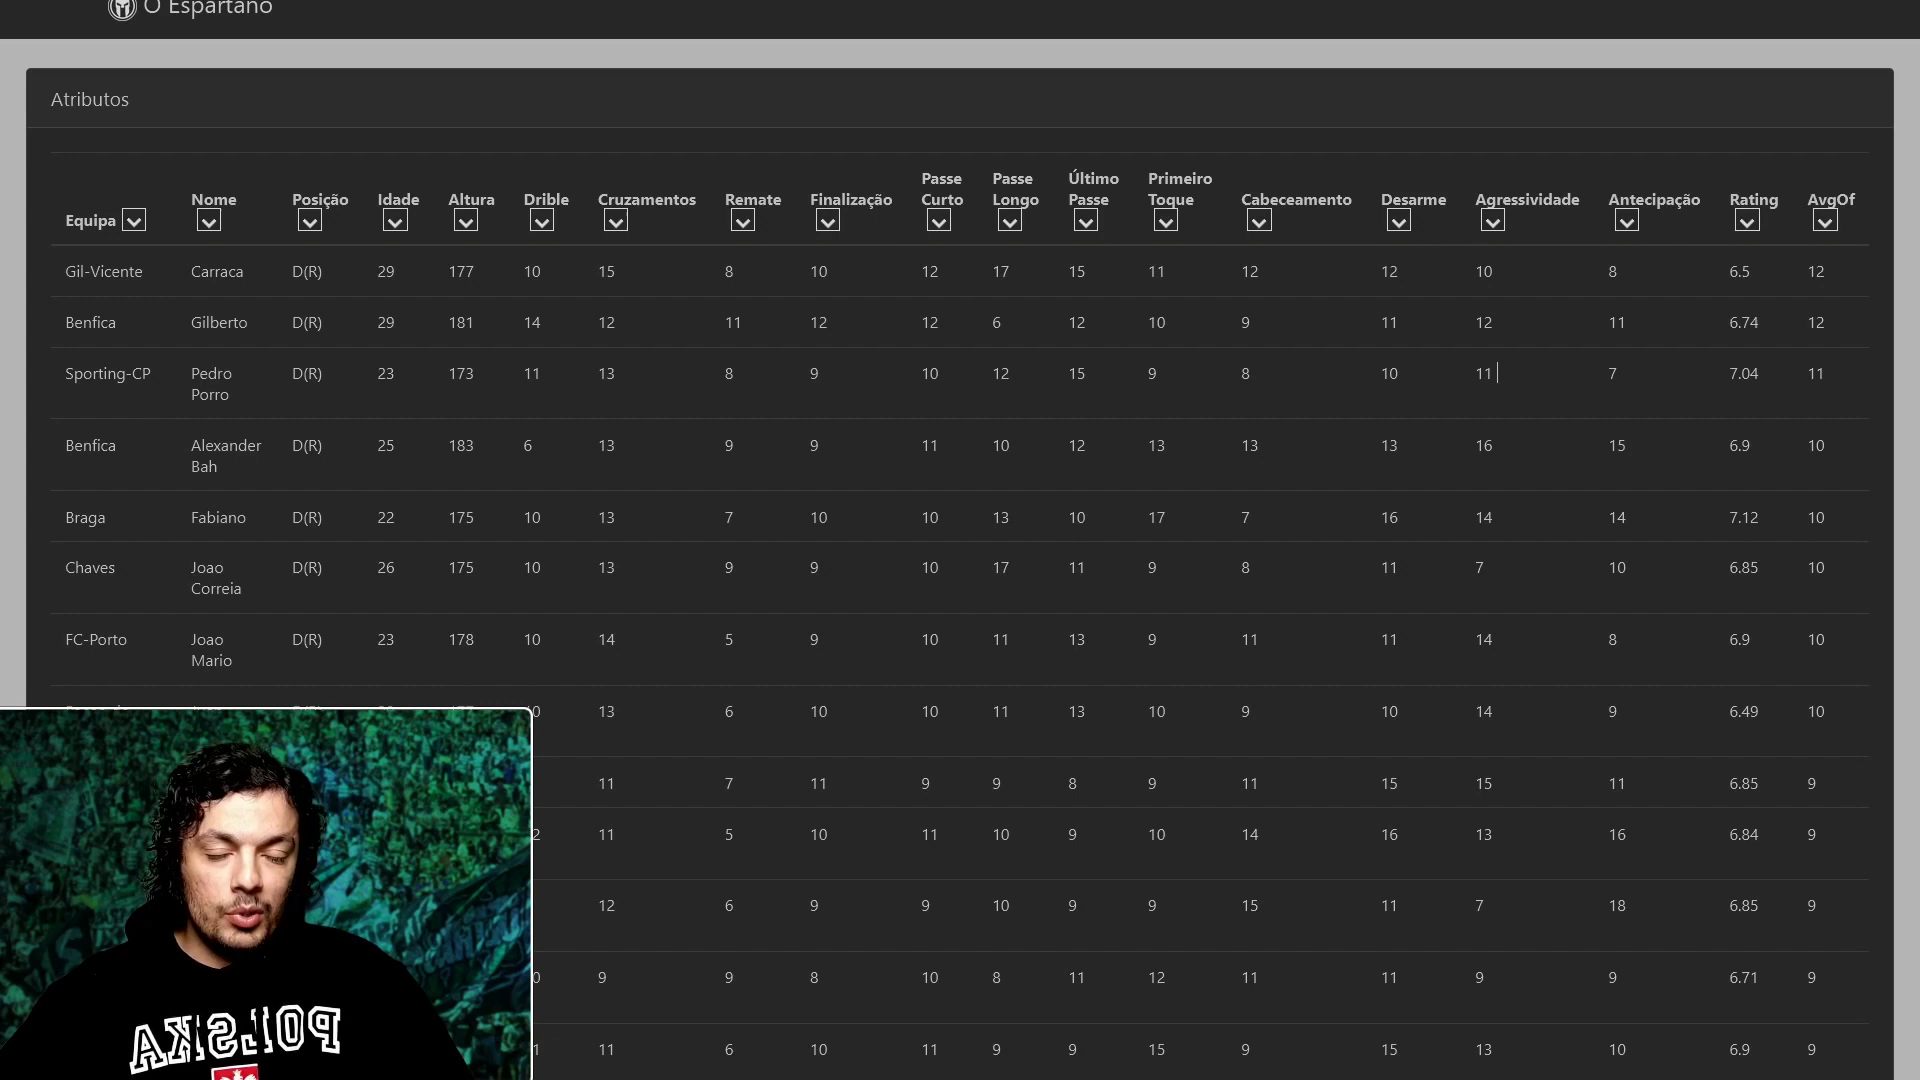 O Espartano
Atributos
Equipa Nome Posição Idade Altura Drible Cruzamentos Remate Finalização Passe Curto Passe Longo Último Passe Primeiro Toque Cabeceamento Desarme Agressividade Antecipação Rating AvgOf
Gil-Vicente Carraca D(R) 29 177 10 15 8 10 12 17 15 11 12 12 10 8 6.5 12
Benfica Gilberto D(R) 29 181 14 12 11 12 12 6 12 10 9 11 12 11 6.74 12
Sporting-CP Pedro Porro D(R) 23 173 11 13 8 9 10 12 15 9 8 10 11 7 7.04 11
Benfica Alexander Bah D(R) 25 183 6 13 9 9 11 10 12 13 13 13 16 15 6.9 10
Braga Fabiano D(R) 22 175 10 13 7 10 10 13 10 17 7 16 14 14 7.12 10
Chaves Joao Correia D(R) 26 175 10 13 9 9 10 17 11 9 8 11 7 10 6.85 10
FC-Porto Joao Mario D(R) 23 178 10 14 5 9 10 11 13 9 11 11 14 8 6.9 10
13 6 10 10 11 13 10 9 10 14 9 6.49 10
11 7 11 9 9 8 9 11 15 15 11 6.85 9
11 5 10 11 10 9 10 14 16 13 16 6.84 9
12 6 9 9 10 9 9 15 11 7 18 6.85 9
9 9 8 10 8 11 12 11 11 9 9 6.71 9
11 6 10 11 9 9 15 9 15 13 10 6.9 9
POLSKA